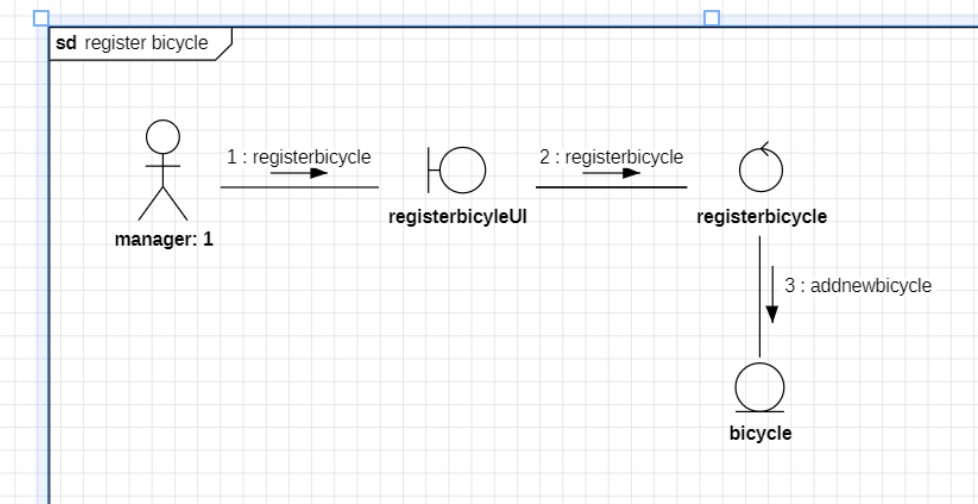 sd register bicycle
1 : registerbicycle
2 : registerbicycle
registerbicyleUI
registerbicycle
manager: 1
3 : addnewbicycle
bicycle